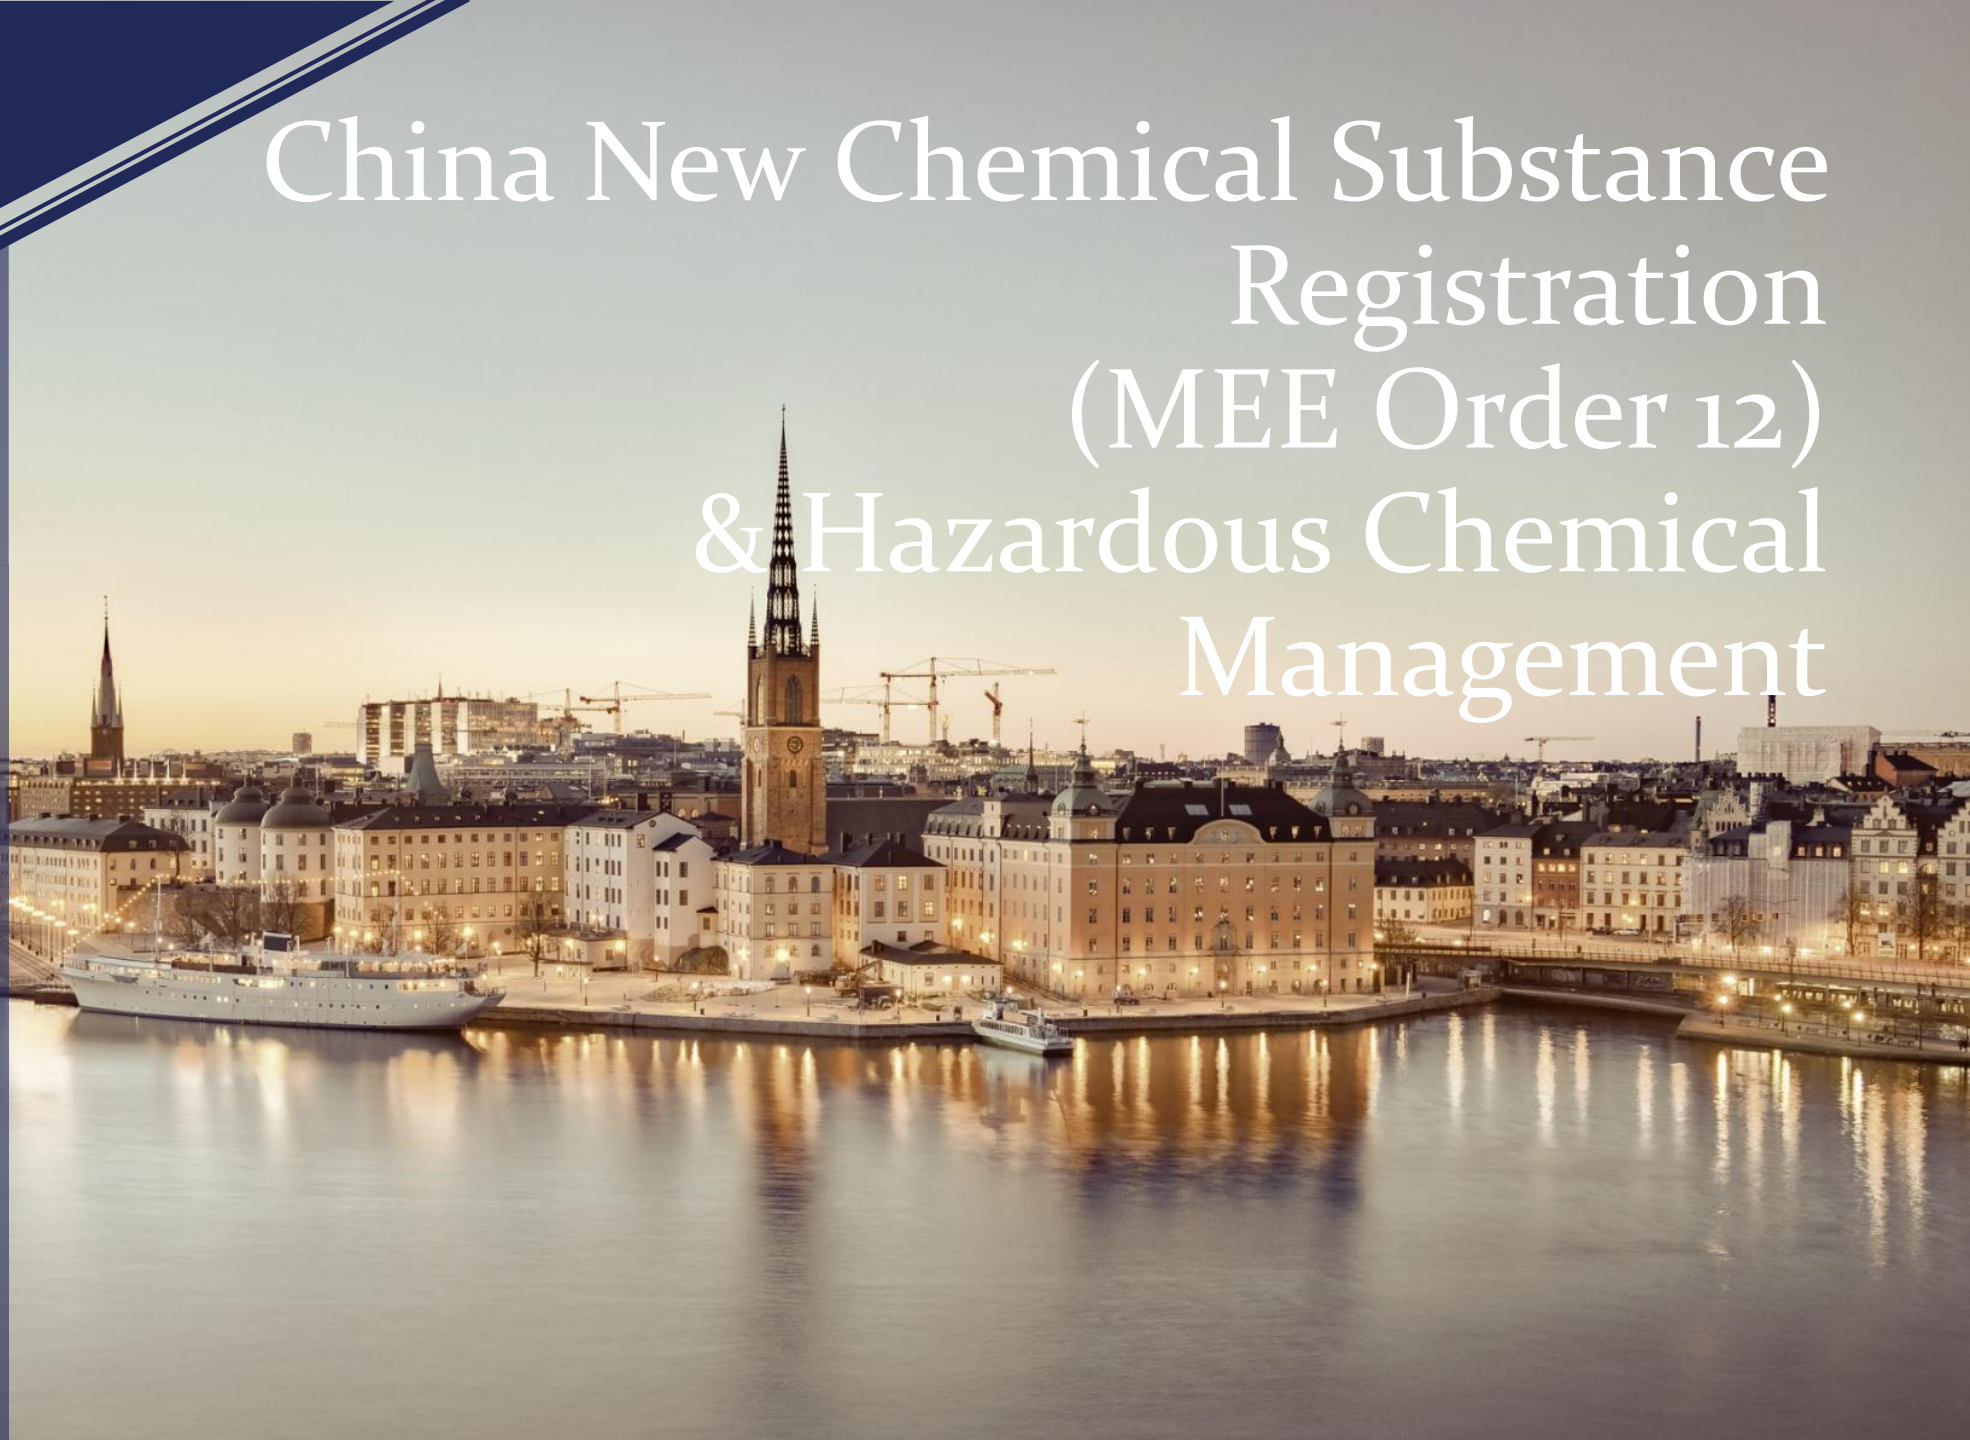 China New Chemical Substance
Registration
(MEE Order 12)
& Hazardous Chemical
Management